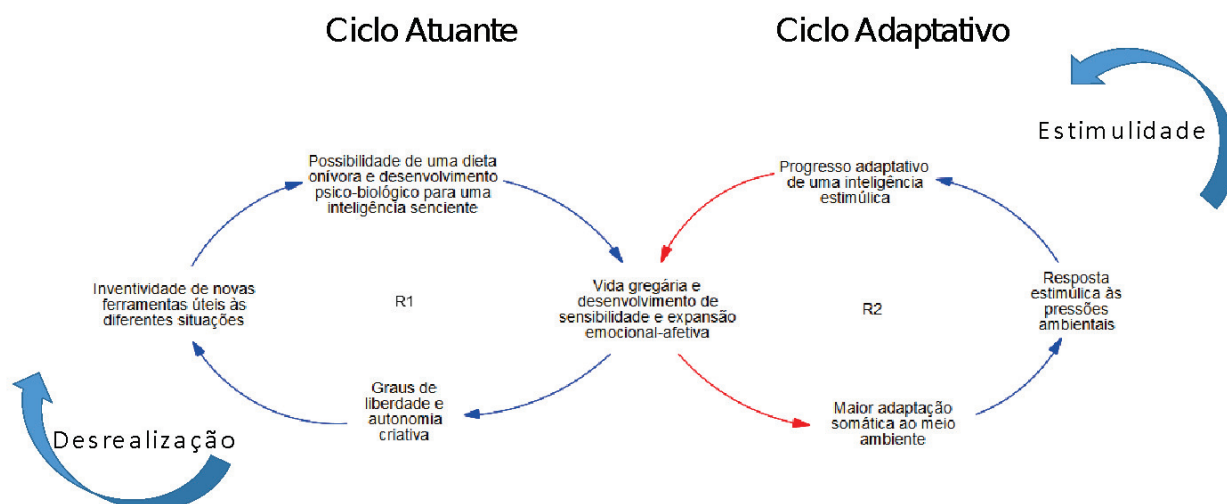 Ciclo Atuante
Ciclo Adaptativo
Estimulidade
Possibilidade de uma dieta
onívora e desenvolvimento
psico-biológico para uma
inteligência senciente
Progresso adaptativo
de uma inteligência
estimúlica
Inventividade de novas
ferramentas úteis às
diferentes situações
R1
Vida gregária e
desenvolvimento de
sensibilidade e expansão
emocional-afetiva
R2
Resposta
estimúlica às
pressões
ambientais
Graus de
liberdade e
autonomia
criativa
Maior adaptação
somática ao meio
ambiente
Desrealização